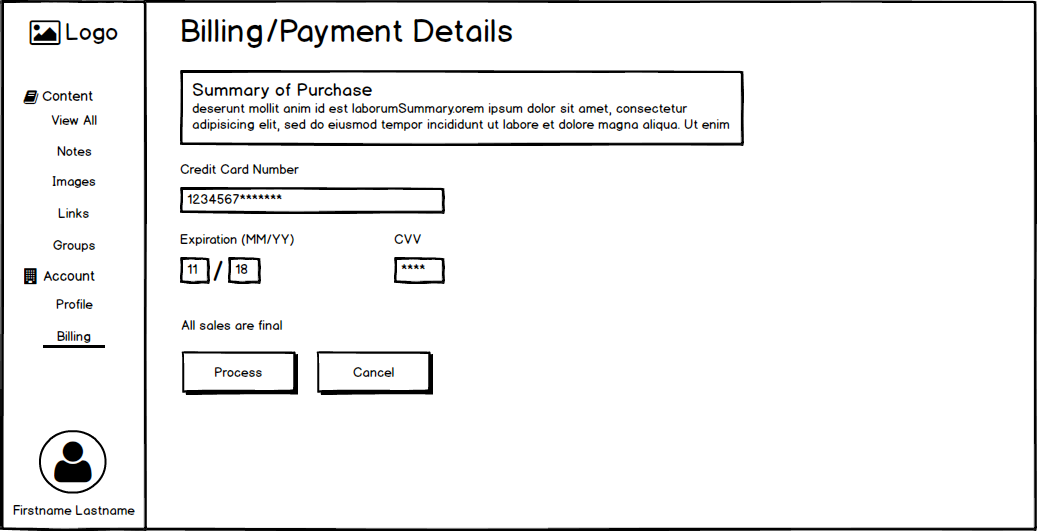 Logo
Content
View All
Notes
Images
Links
Groups
Account
Profile
Billing
Firstname Lastname
Billing/Payment Details
Summary of Purchase
deserunt mollit anim id est laborumSummaryorem ipsum dolor sit amet, consectetur
adipisicing elit, sed do eiusmod tempor incididunt ut labore et dolore magna aliqua. Ut enim
Credit Card Number
1234567*******
Expiration (MM/YY) CVV
11 / 18 ****
All sales are final
Process Cancel